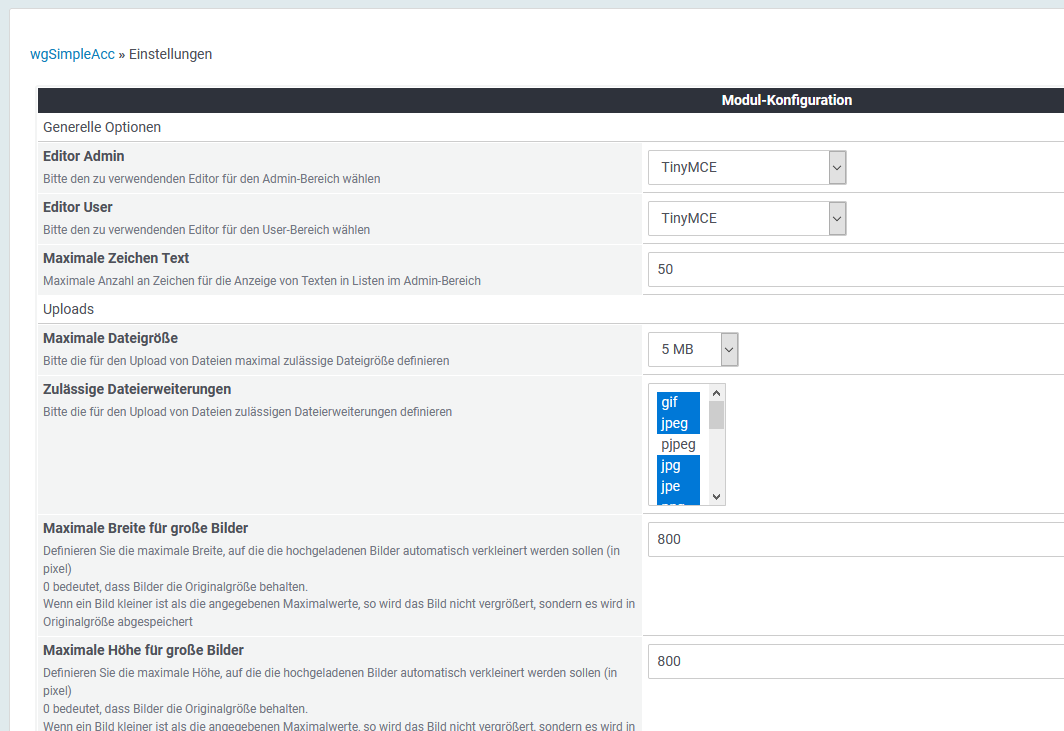 wgSimpleAcc » Einstellungen
Modul-Konfiguration
Generelle Optionen
Editor Admin
Bitte den zu verwendenden Editor für den Admin-Bereich wählen
TinyMCE
Editor User
Bitte den zu verwendenden Editor für den User-Bereich wählen
TinyMCE
Maximale Zeichen Text
Maximale Anzahl an Zeichen für die Anzeige von Texten in Listen im Admin-Bereich
50
Uploads
Maximale Dateigröße
Bitte die für den Upload von Dateien maximal zulässige Dateigröße definieren
5 MB
Zulässige Dateierweiterungen
Bitte die für den Upload von Dateien zulässigen Dateierweiterungen definieren
gif
jpeg
pjpeg
jpg
jpe
Maximale Breite für große Bilder
Definieren Sie die maximale Breite, auf die die hochgeladenen Bilder automatisch verkleinert werden sollen (in
pixel)
0 bedeutet, dass Bilder die Originalgröße behalten.
Wenn ein Bild kleiner ist als die angegebenen Maximalwerte, so wird das Bild nicht vergrößert, sondern es wird in
Originalgröße abgespeichert
800
Maximale Höhe für große Bilder
Definieren Sie die maximale Höhe, auf die die hochgeladenen Bilder automatisch verkleinert werden sollen (in
pixel)
0 bedeutet, dass Bilder die Originalgröße behalten.
Wenn ein Bild kleiner ist als die angegebenen Maximalwerte, so wird das Bild nicht vergrößert, sondern es wird in
800